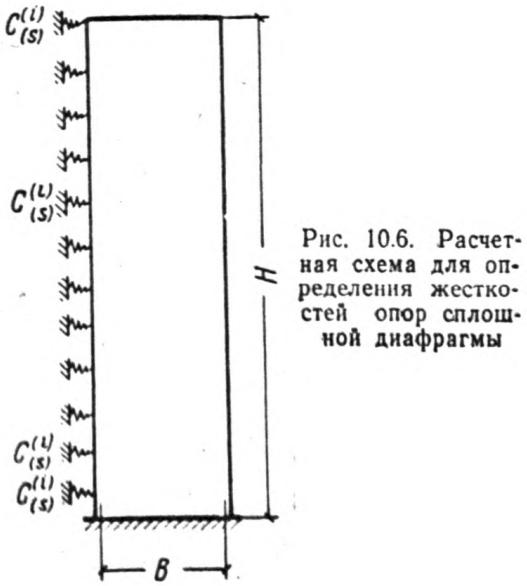 C(s)(i)
C(s)(i)
C(s)(i)
C(s)(i)
H
B
Рис. 10.6. Расчет-
ная схема для оп-
ределения жестко-
стей опор сплош-
ной диафрагмы